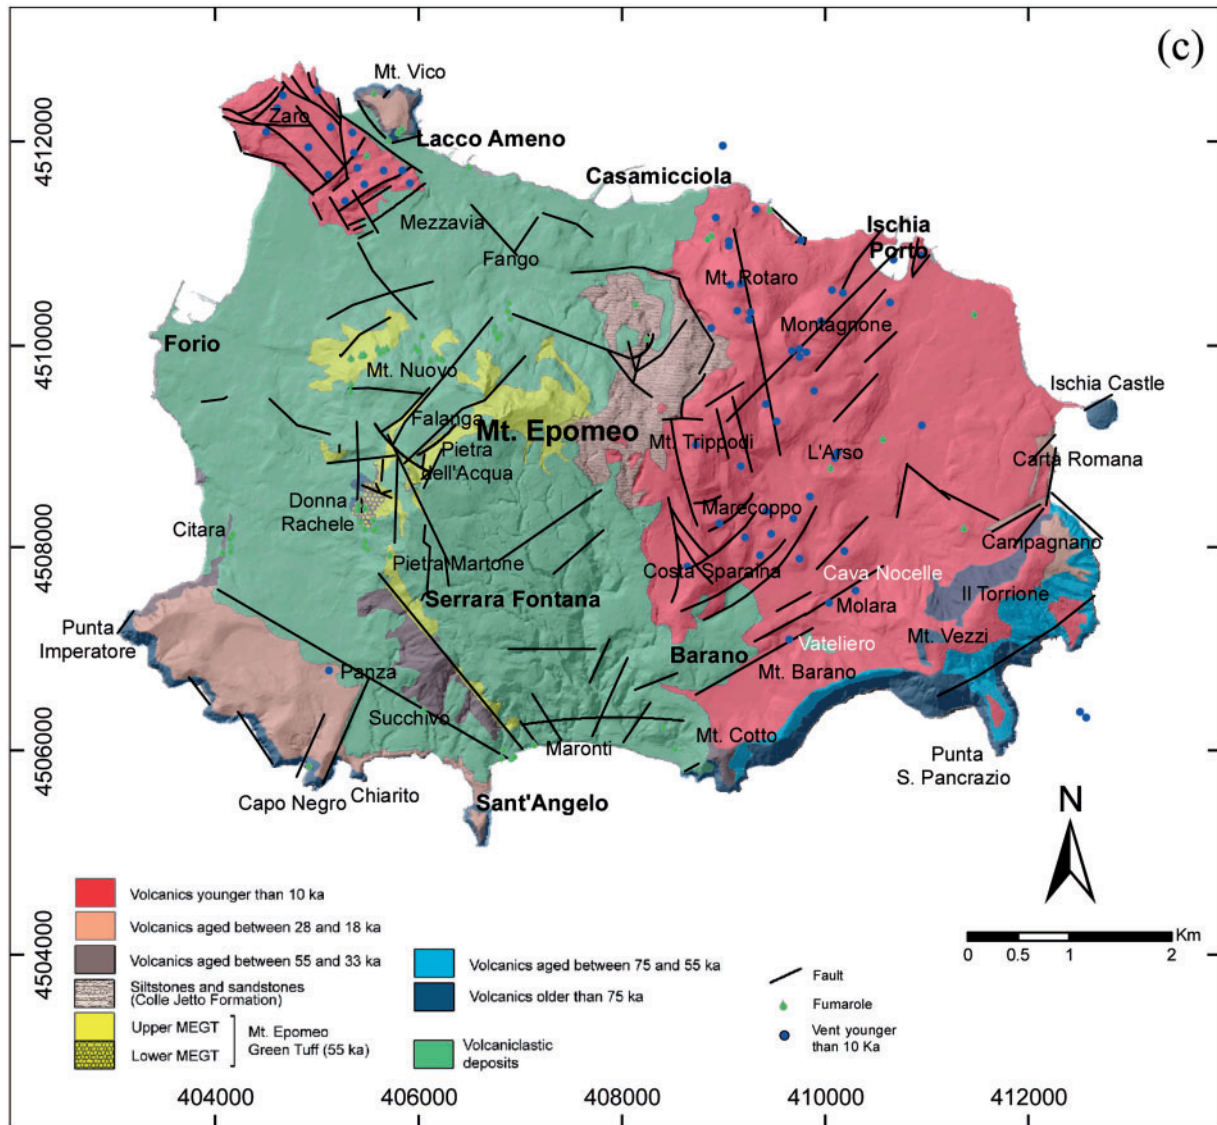 (c)
Mt. Vico
Zaro
4512000
Lacco Ameno
Casamicciola
Mezzavia
Ischia
Porto
Fango
Mt. Rotaro
Montagnone
4510000
Forio
Mt. Nuovo
Ischia Castle
Falanga
Mt. Epomeo
Mt. Trippodi
Pietra
dell'Acqua
L'Arso
Carta Romana
Donna
Rachele
Marecoppo
Citara
4508000
Campagnano
Pietra Martone
Costa Sparaina
Cava Nocelle
Il Torrione
Serrara Fontana
Molara
Punta
Imperatore
Mt. Vezzi
Vateliero
Barano
Panza
Mt. Barano
Succhivo
Mt. Cotto
Maronti
4506000
Punta
S. Pancrazio
Capo Negro
Chiarito
Sant'Angelo
N
Volcanics younger than 10 ka
Volcanics aged between 28 and 18 ka
Volcanics aged between 55 and 33 ka
Siltstones and sandstones
(Colle Jetto Formation)
Upper MEGT
Lower MEGT
Mt. Epomeo
Green Tuff (55 ka)
Volcanics aged between 75 and 55 ka
Volcanics older than 75 ka
Volcaniclastic
deposits
Km
0 0.5 1 2
Fault
Fumarole
Vent younger
than 10 Ka
4504000
404000 406000 408000 410000 412000